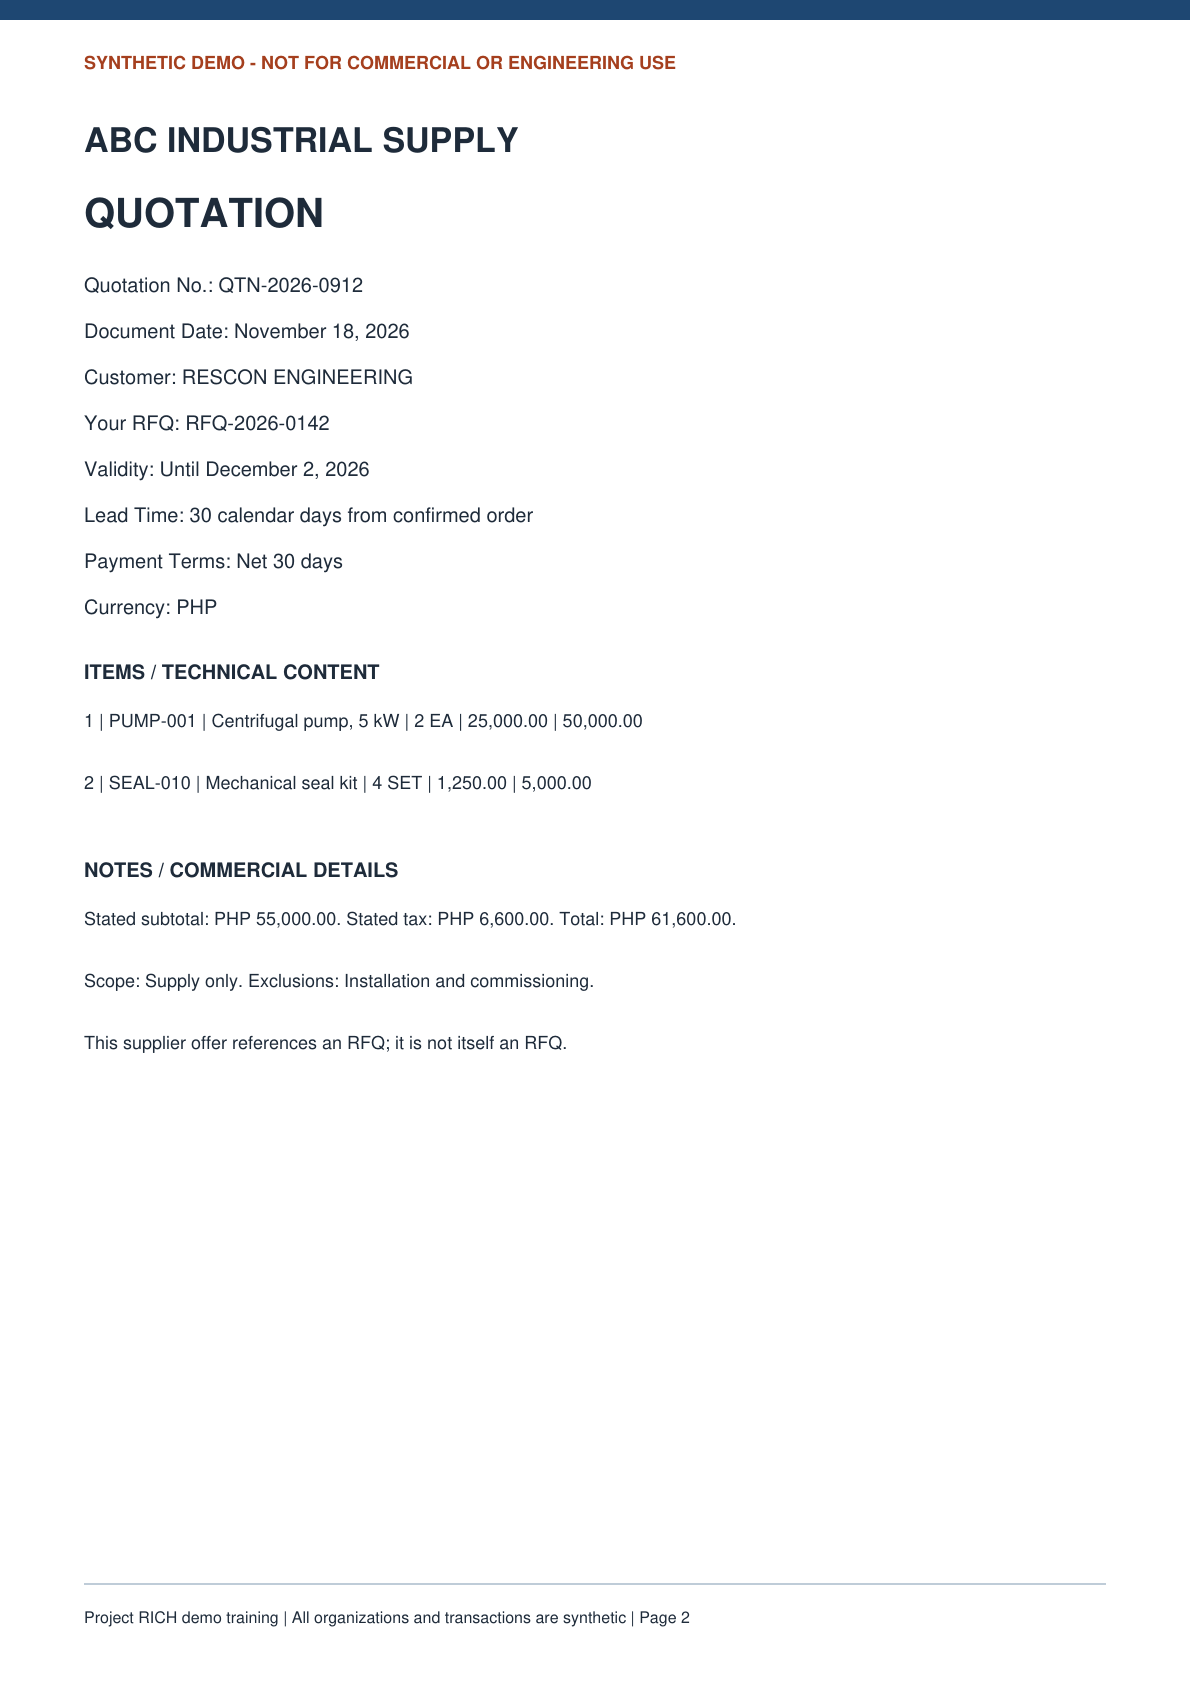 SYNTHETIC DEMO - NOT FOR COMMERCIAL OR ENGINEERING USE
ABC INDUSTRIAL SUPPLY
QUOTATION
Quotation No.: QTN-2026-0912
Document Date: November 18, 2026
Customer: RESCON ENGINEERING
Your RFQ: RFQ-2026-0142
Validity: Until December 2, 2026
Lead Time: 30 calendar days from confirmed order
Payment Terms: Net 30 days
Currency: PHP
ITEMS / TECHNICAL CONTENT
1 | PUMP-001 | Centrifugal pump, 5 kW | 2 EA | 25,000.00 | 50,000.00
2 | SEAL-010 | Mechanical seal kit | 4 SET | 1,250.00 | 5,000.00
NOTES / COMMERCIAL DETAILS
Stated subtotal: PHP 55,000.00. Stated tax: PHP 6,600.00. Total: PHP 61,600.00.
Scope: Supply only. Exclusions: Installation and commissioning.
This supplier offer references an RFQ; it is not itself an RFQ.
Project RICH demo training | All organizations and transactions are synthetic | Page 2